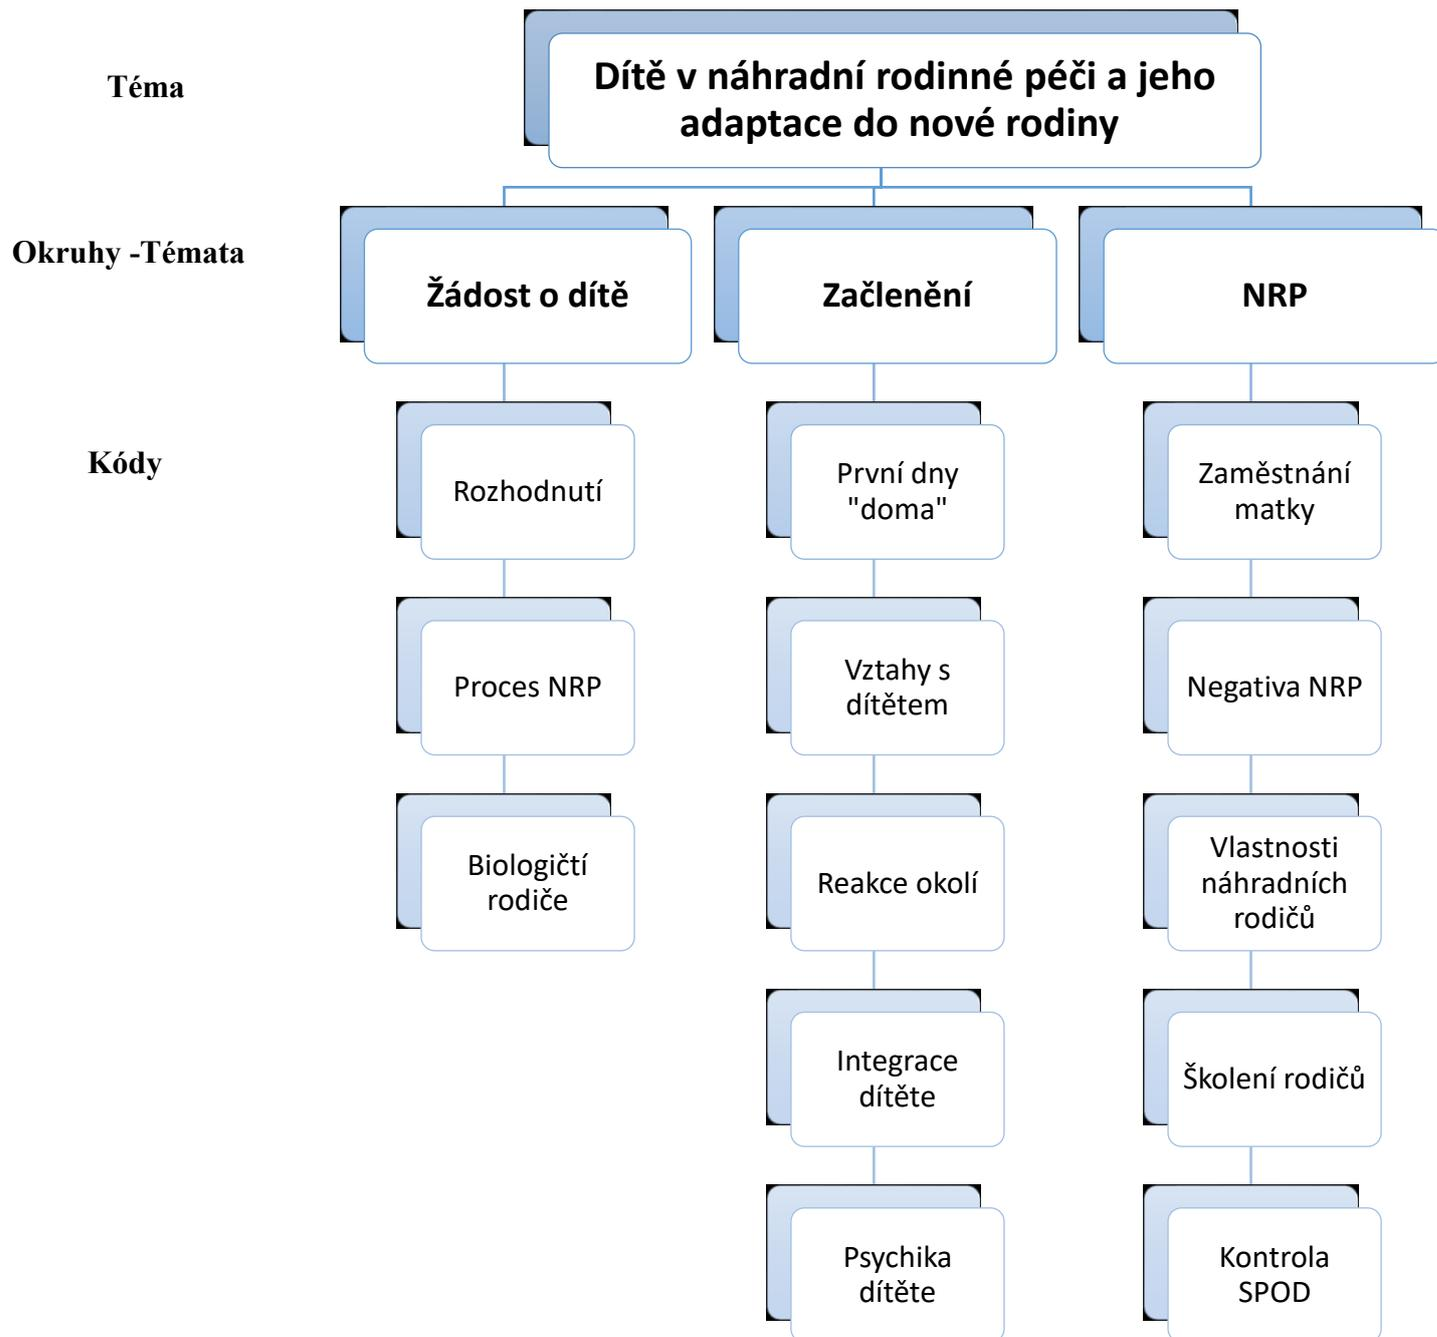 Téma
Dítě v náhradní rodinné péči a jeho
adaptace do nové rodiny
Okruhy -Témata
Žádost o dítě
Začlenění
NRP
Kódy
Rozhodnutí
První dny
"doma"
Zaměstnání
matky
Proces NRP
Vztahy s
dítětem
Negativa NRP
Biologičtí
rodiče
Reakce okolí
Vlastnosti
náhradních
rodičů
Integrace
dítěte
Školení rodičů
Psychika
dítěte
Kontrola
SPOD